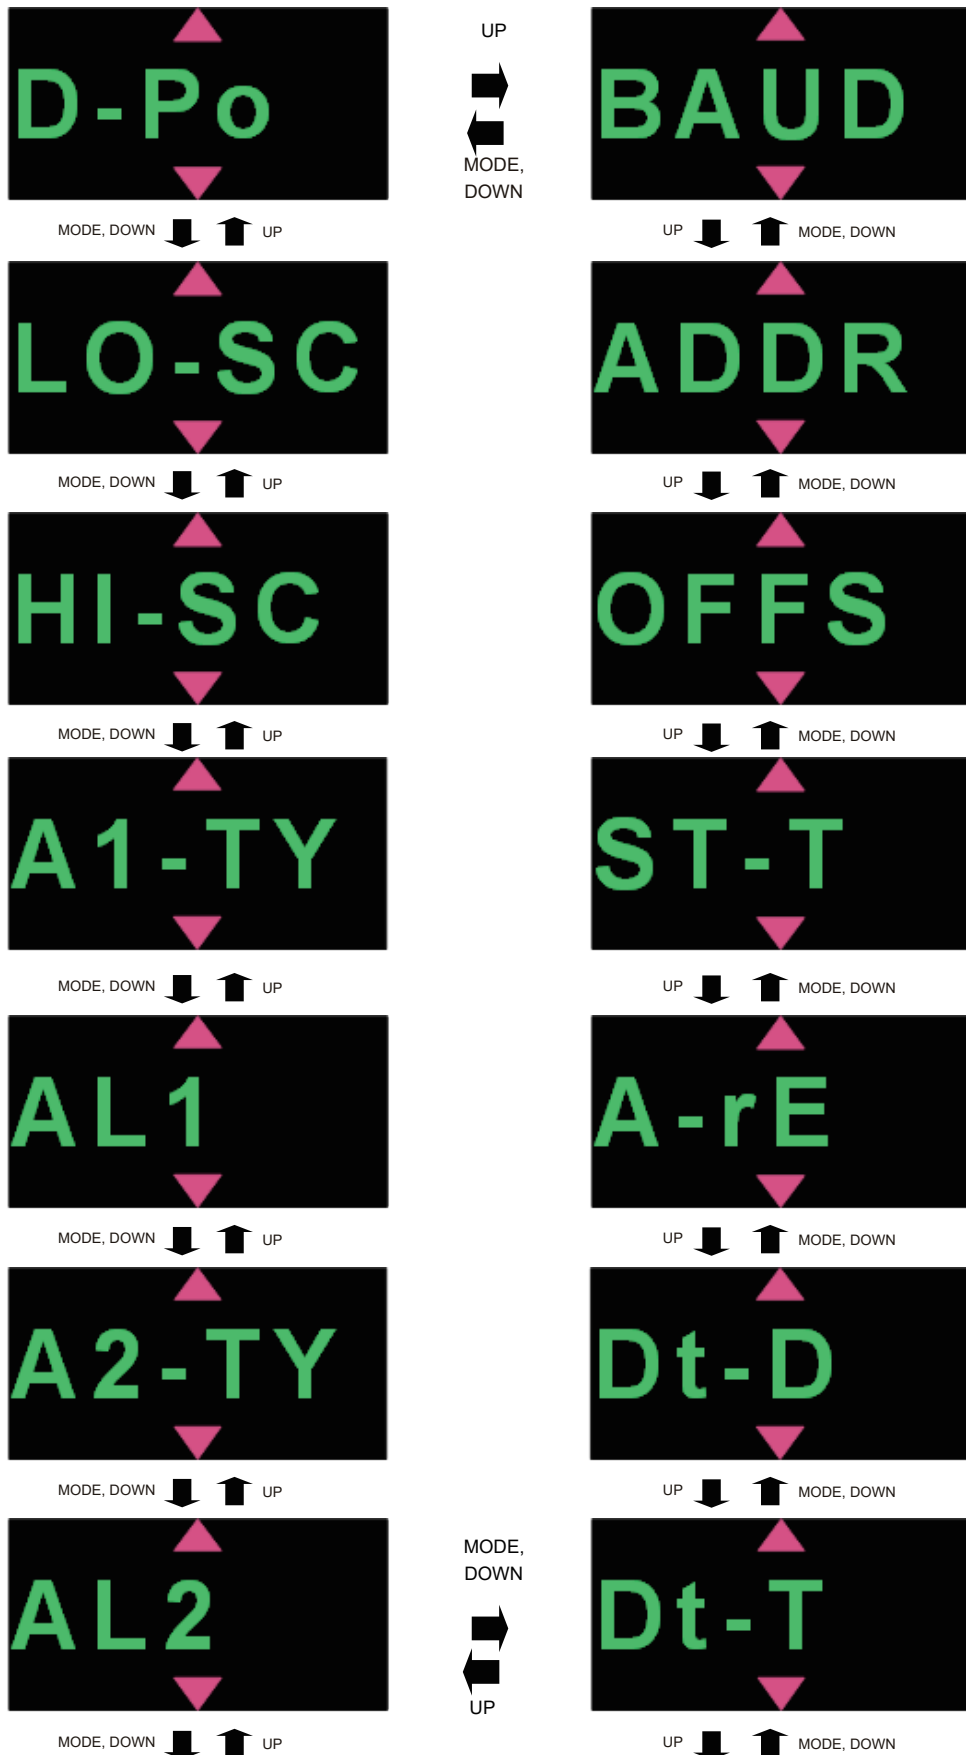 D-Po
UP
MODE,
DOWN
BAUD
MODE, DOWN UP
UP MODE, DOWN
LO-SC
ADDR
MODE, DOWN UP
UP MODE, DOWN
HI-SC
OFFS
MODE, DOWN UP
UP MODE, DOWN
A1-TY
ST-T
MODE, DOWN UP
UP MODE, DOWN
AL1
A-rE
MODE, DOWN UP
UP MODE, DOWN
A2-TY
Dt-D
MODE, DOWN UP
UP MODE, DOWN
AL2
MODE,
DOWN
UP
Dt-T
MODE, DOWN UP
UP MODE, DOWN